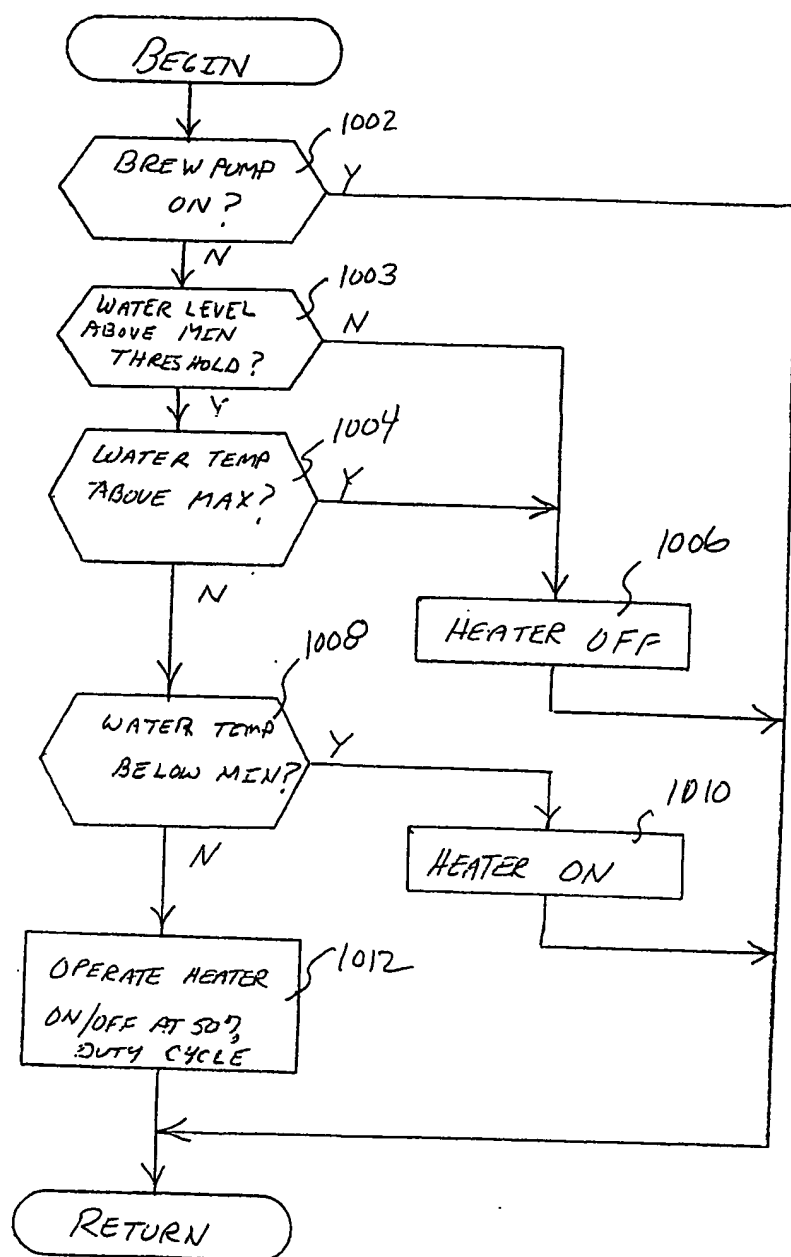 BEGIN
1002
BREW PUMP
ON?
Y
N
1003
WATER LEVEL
ABOVE MIN
THRESHOLD?
N
Y
1004
WATER TEMP
ABOVE MAX?
Y
N
1006
HEATER OFF
1008
WATER TEMP
BELOW MIN?
Y
N
1010
HEATER ON
1012
OPERATE HEATER
ON/OFF AT 50%
DUTY CYCLE
RETURN